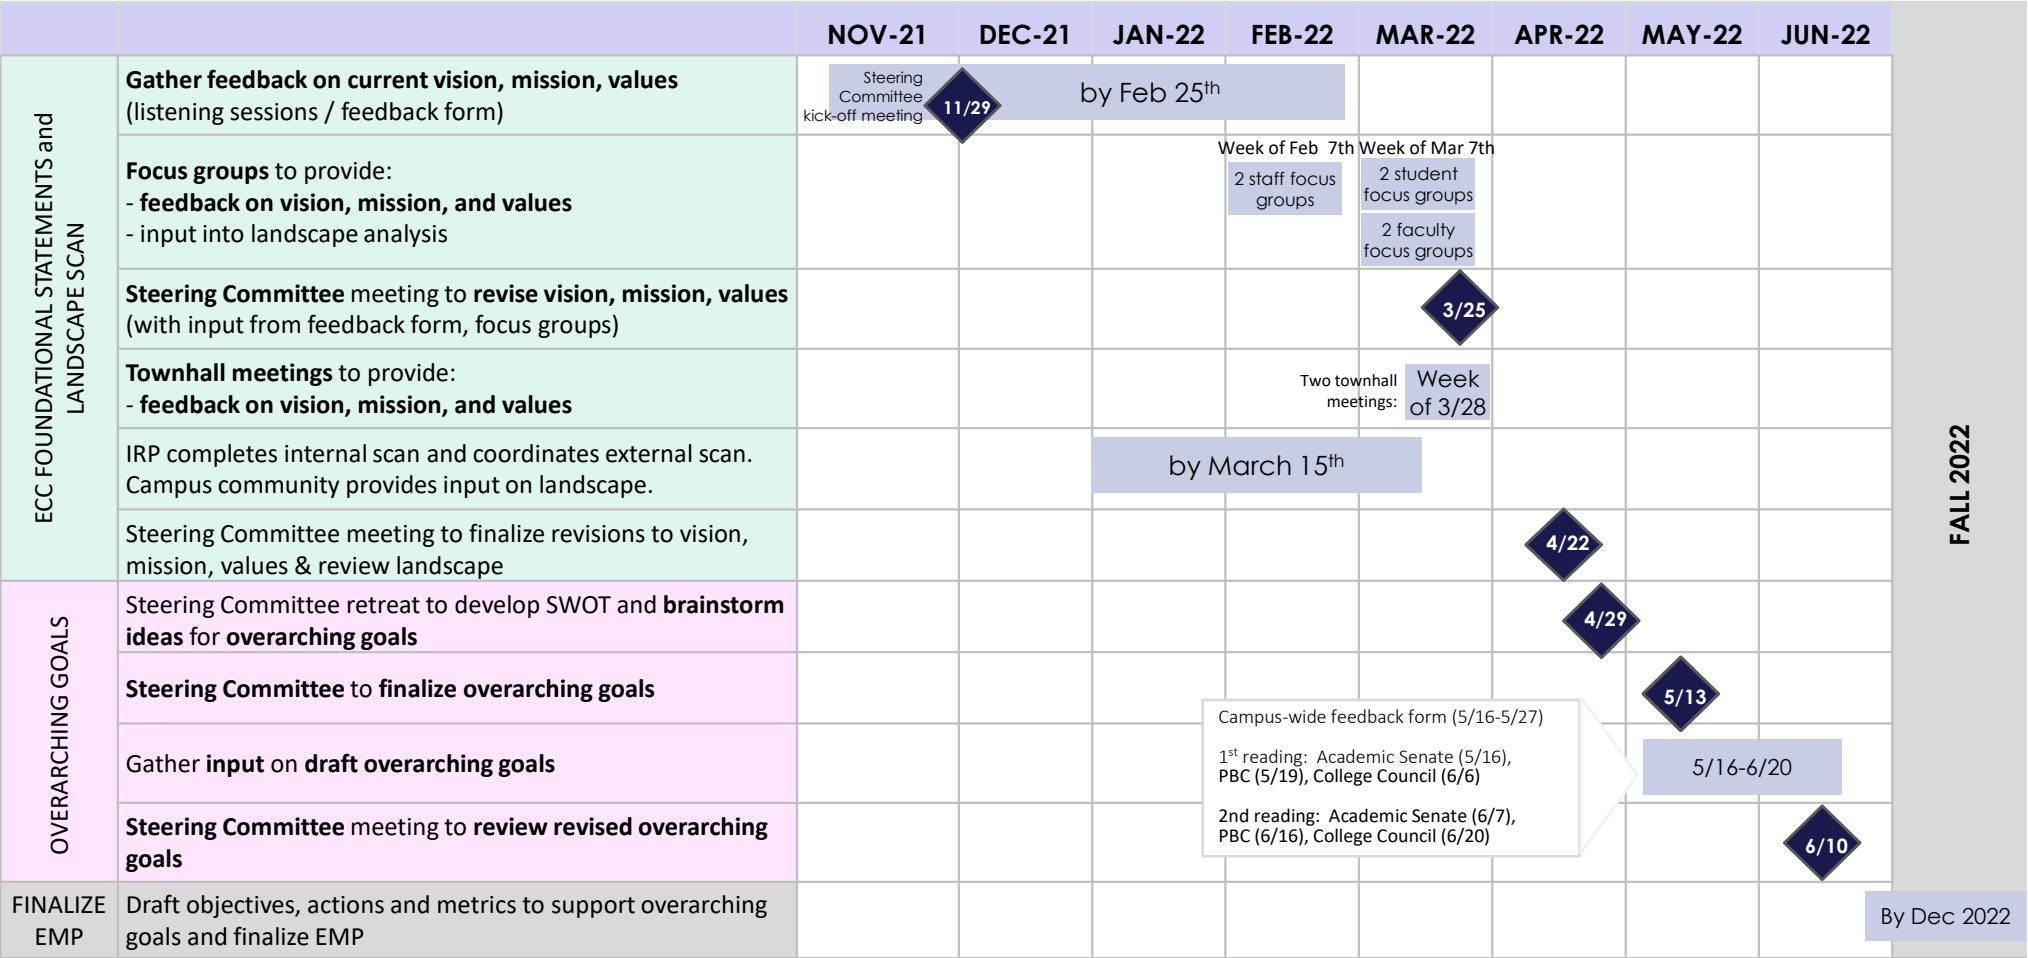 NOV-21 DEC-21 JAN-22 FEB-22 MAR-22 APR-22 MAY-22 JUN-22
FALL 2022
ECC FOUNDATIONAL STATEMENTS and
LANDSCAPE SCAN
Gather feedback on current vision, mission, values
(listening sessions / feedback form)
Steering
Committee
kick-off meeting
11/29
by Feb 25th
Focus groups to provide:
- feedback on vision, mission, and values
- input into landscape analysis
Week of Feb 7th
2 staff focus
groups
Week of Mar 7th
2 student
focus groups
2 faculty
focus groups
Steering Committee meeting to revise vision, mission, values
(with input from feedback form, focus groups)
3/25
Townhall meetings to provide:
- feedback on vision, mission, and values
Two townhall
meetings:
Week
of 3/28
IRP completes internal scan and coordinates external scan.
Campus community provides input on landscape.
by March 15th
Steering Committee meeting to finalize revisions to vision,
mission, values & review landscape
4/22
OVERARCHING GOALS
Steering Committee retreat to develop SWOT and brainstorm
ideas for overarching goals
4/29
Steering Committee to finalize overarching goals
5/13
Gather input on draft overarching goals
Campus-wide feedback form (5/16-5/27)
1st reading: Academic Senate (5/16),
PBC (5/19), College Council (6/6)
2nd reading: Academic Senate (6/7),
PBC (6/16), College Council (6/20)
5/16-6/20
Steering Committee meeting to review revised overarching
goals
6/10
FINALIZE
EMP
Draft objectives, actions and metrics to support overarching
goals and finalize EMP
By Dec 2022